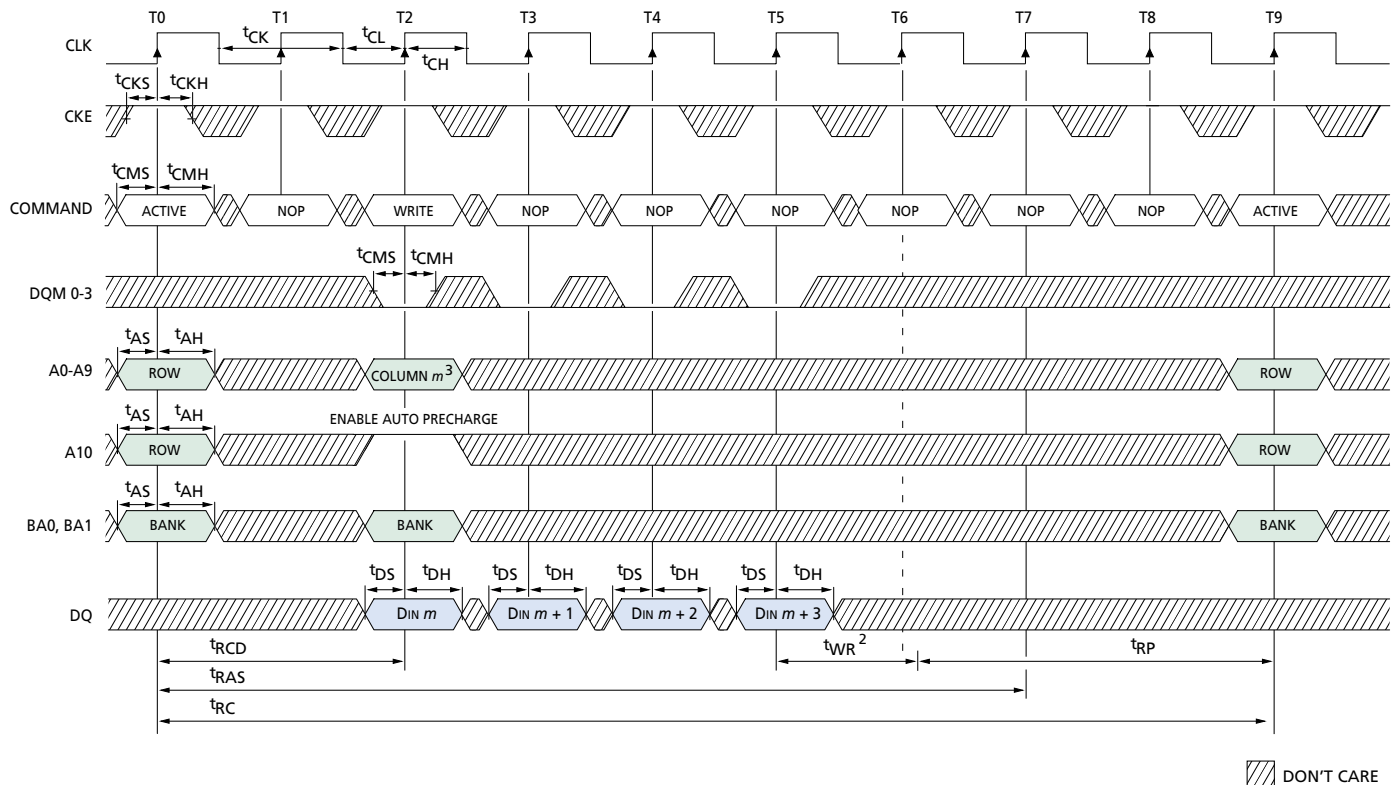 T0 T1 T2 T3 T4 T5 T6 T7 T8 T9
CLK
tCK tCL
tCH
tCKS tCKH
CKE
tCMS tCMH
COMMAND ACTIVE NOP WRITE NOP NOP NOP NOP NOP NOP ACTIVE
tCMS tCMH
DQM 0-3
tAS tAH
A0-A9 ROW COLUMN m3 ROW
tAS tAH
ENABLE AUTO PRECHARGE
A10 ROW ROW
tAS tAH
BA0, BA1 BANK BANK BANK
tDS tDH tDS tDH tDS tDH tDS tDH
DQ DIN m DIN m + 1 DIN m + 2 DIN m + 3
tRCD tWR 2 tRP
tRAS
tRC
DON'T CARE